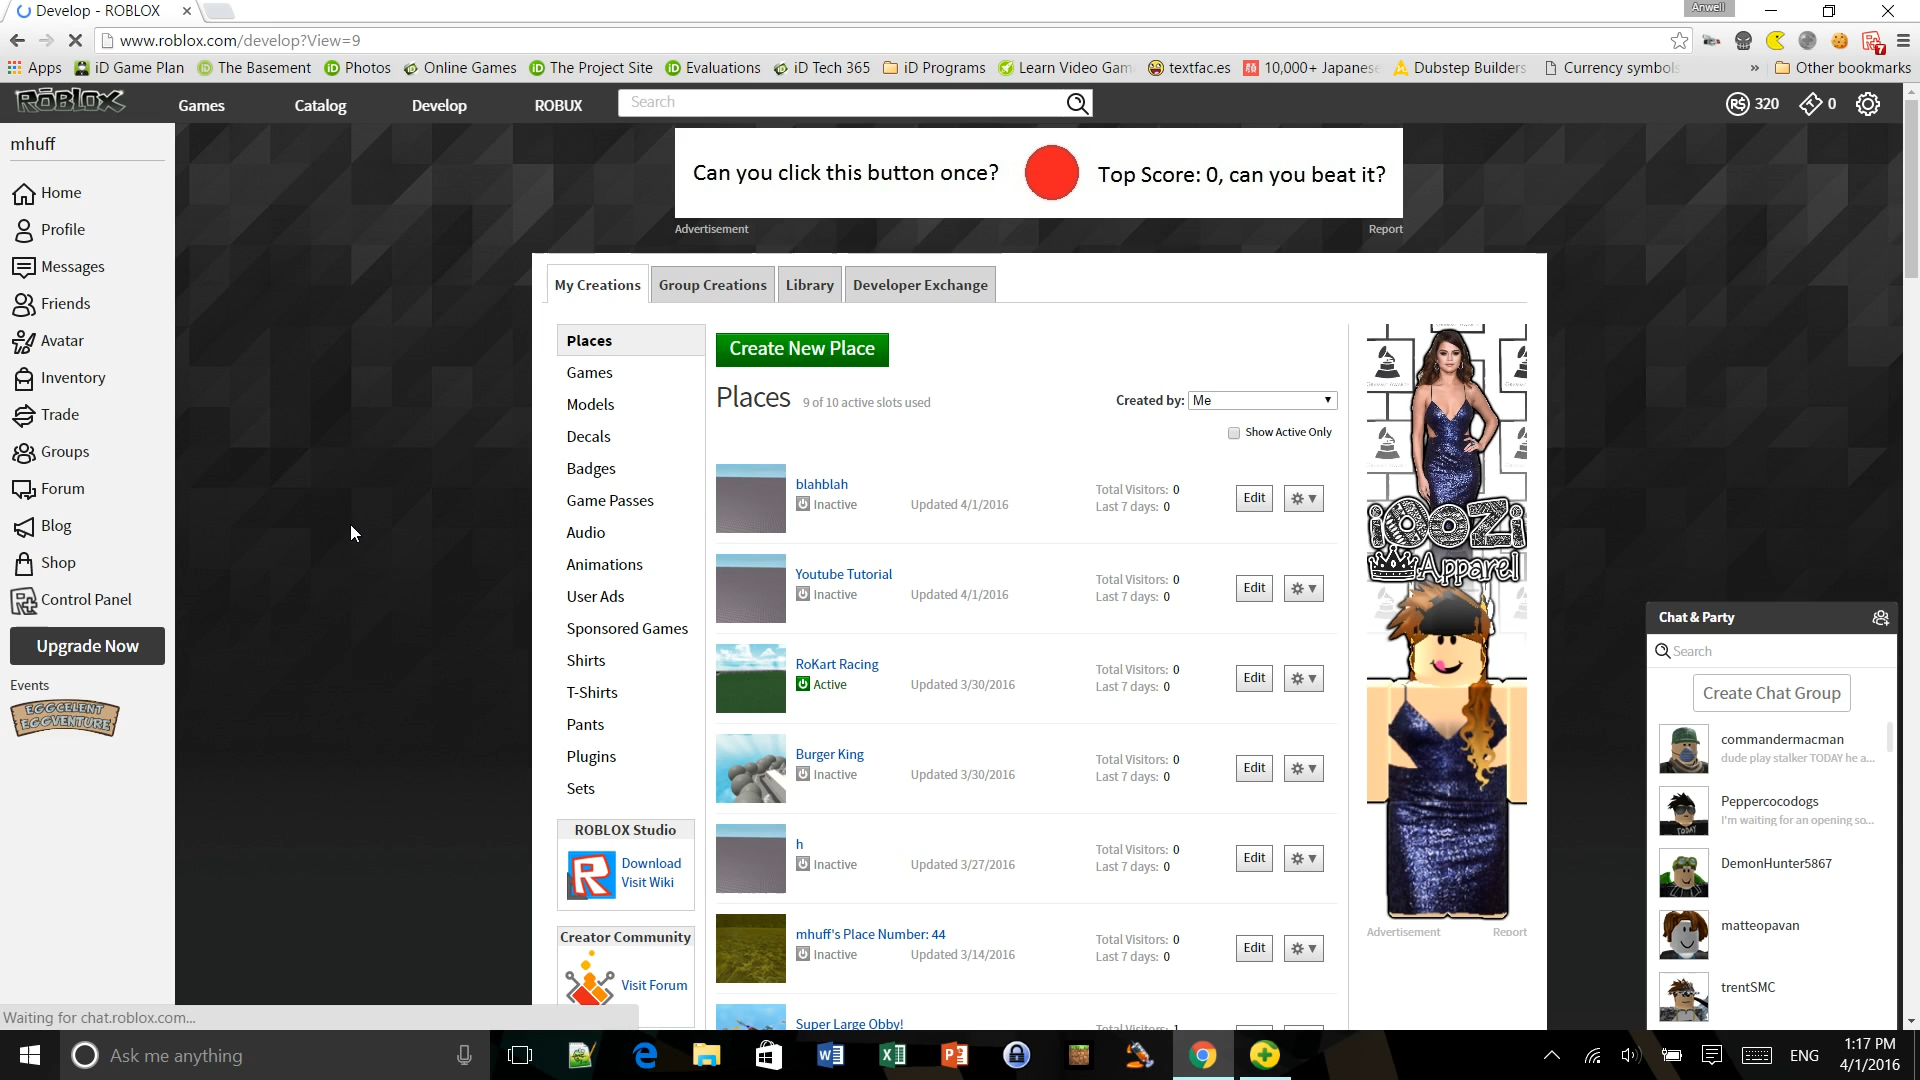 Develop - ROBLOX
Anwell
www.roblox.com/develop?View=9
Apps iD Game Plan The Basement Photos Online Games The Project Site Evaluations iD Tech 365 iD Programs Learn Video Gam textfac.es 10,000+ Japanese Dubstep Builders Currency symbols » Other bookmarks
ROBLOX Games Catalog Develop ROBUX Search R$ 320 0
mhuff
Home
Profile
Messages
Friends
Avatar
Inventory
Trade
Groups
Forum
Blog
Shop
Control Panel
Upgrade Now
Events
EGGCELENT
EGGVENTURE
Can you click this button once? Top Score: 0, can you beat it?
Advertisement Report
My Creations Group Creations Library Developer Exchange
Places
Games
Models
Decals
Badges
Game Passes
Audio
Animations
User Ads
Sponsored Games
Shirts
T-Shirts
Pants
Plugins
Sets
ROBLOX Studio
Download
Visit Wiki
Creator Community
Visit Forum
Create New Place
Places 9 of 10 active slots used
Created by: Me
Show Active Only
blahblah
Inactive Updated 4/1/2016
Total Visitors: 0
Last 7 days: 0
Edit
Youtube Tutorial
Inactive Updated 4/1/2016
Total Visitors: 0
Last 7 days: 0
Edit
RoKart Racing
Active Updated 3/30/2016
Total Visitors: 0
Last 7 days: 0
Edit
Burger King
Inactive Updated 3/30/2016
Total Visitors: 0
Last 7 days: 0
Edit
h
Inactive Updated 3/27/2016
Total Visitors: 0
Last 7 days: 0
Edit
mhuff's Place Number: 44
Inactive Updated 3/14/2016
Total Visitors: 0
Last 7 days: 0
Edit
Super Large Obby!
Total Visitors: 1
iOOZi
Apparel
Advertisement Report
Chat & Party
Search
Create Chat Group
commandermacman
dude play stalker TODAY he a...
Peppercocodogs
I'm waiting for an opening so...
DemonHunter5867
matteopavan
trentSMC
Waiting for chat.roblox.com...
Ask me anything
ENG
1:17 PM
4/1/2016